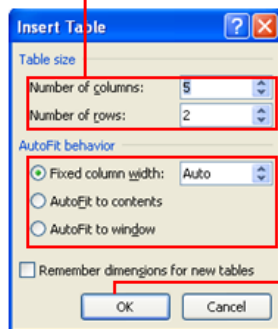 Insert Table
Table size
Number of columns: 5
Number of rows: 2
AutoFit behavior
Fixed column width: Auto
AutoFit to contents
AutoFit to window
Remember dimensions for new tables
OK Cancel